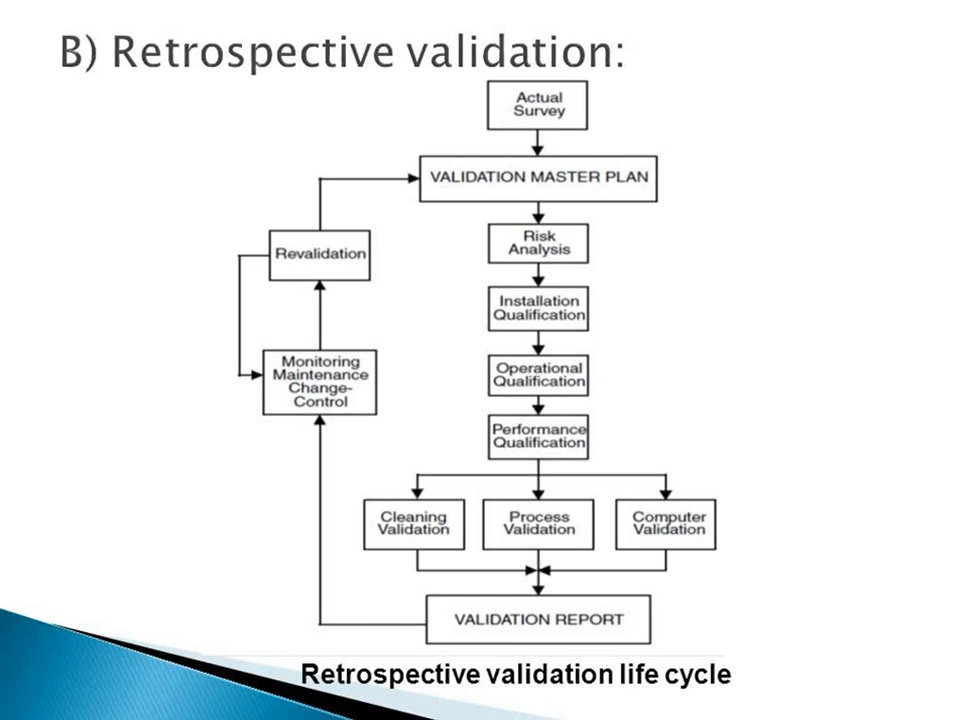 B) Retrospective validation:
Actual
Survey
VALIDATION MASTER PLAN
Risk
Analysis
Revalidation
Installation
Qualification
Monitoring
Maintenance
Change-
Control
Operational
Qualification
Performance
Qualification
Cleaning
Validation
Process
Validation
Computer
Validation
VALIDATION REPORT
Retrospective validation life cycle